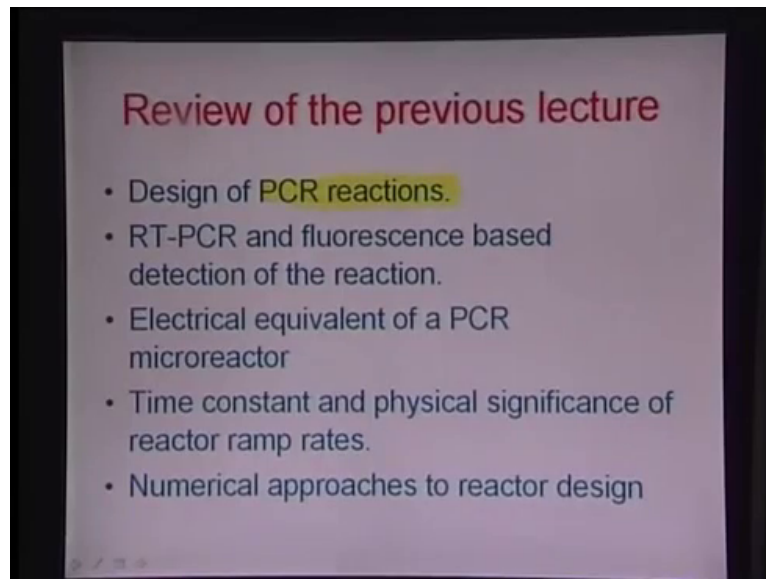 Review of the previous lecture
• Design of PCR reactions.
• RT-PCR and fluorescence based
detection of the reaction.
• Electrical equivalent of a PCR
microreactor
• Time constant and physical significance of
reactor ramp rates.
• Numerical approaches to reactor design